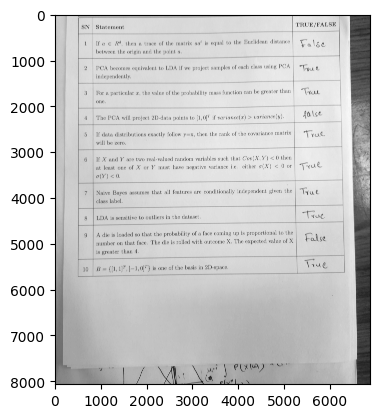 0
1000
2000
3000
4000
5000
6000
7000
8000
0 1000 2000 3000 4000 5000 6000
SN Statement TRUE/FALSE
1 If a ∈ R^d, then a trace of the matrix aa' is equal to the Euclidean distance False
between the origin and the point a.
2 PCA becomes equivalent to LDA if we project samples of each class using PCA True
independently.
3 For a particular the value of the probability mass function can be greater than True
one.
4 The PCA will project 2D-data points to [1,0]^T if variance(x) > variance(y). false
5 If data distributions exactly follow y=x, then the rank of the covariance matrix True
will be zero.
6 If X and Y are two real-valued random variables such that Cov(X,Y) < 0 then True
at least one of X or Y must have negative variance i.e. either σ(X) < 0 or
σ(Y) < 0.
7 Naive Bayes assumes that all features are conditionally independent given the True
class label.
8 LDA is sensitive to outliers in the dataset. True
9 A die is loaded so that the probability of a face coming up is proportional to the False
number on that face. The die is rolled with outcome X. The expected value of X
is greater than 4.
10 B = {[1,1]^T, [-1,0]^T} is one of the basis in 2D-space. True